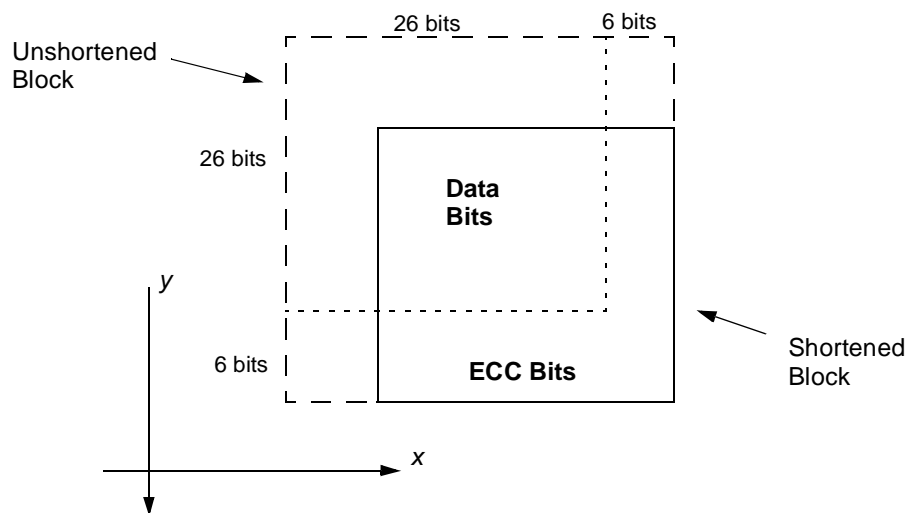 26 bits
6 bits
Unshortened
Block
26 bits
Data
Bits
y
6 bits
ECC Bits
Shortened
Block
x